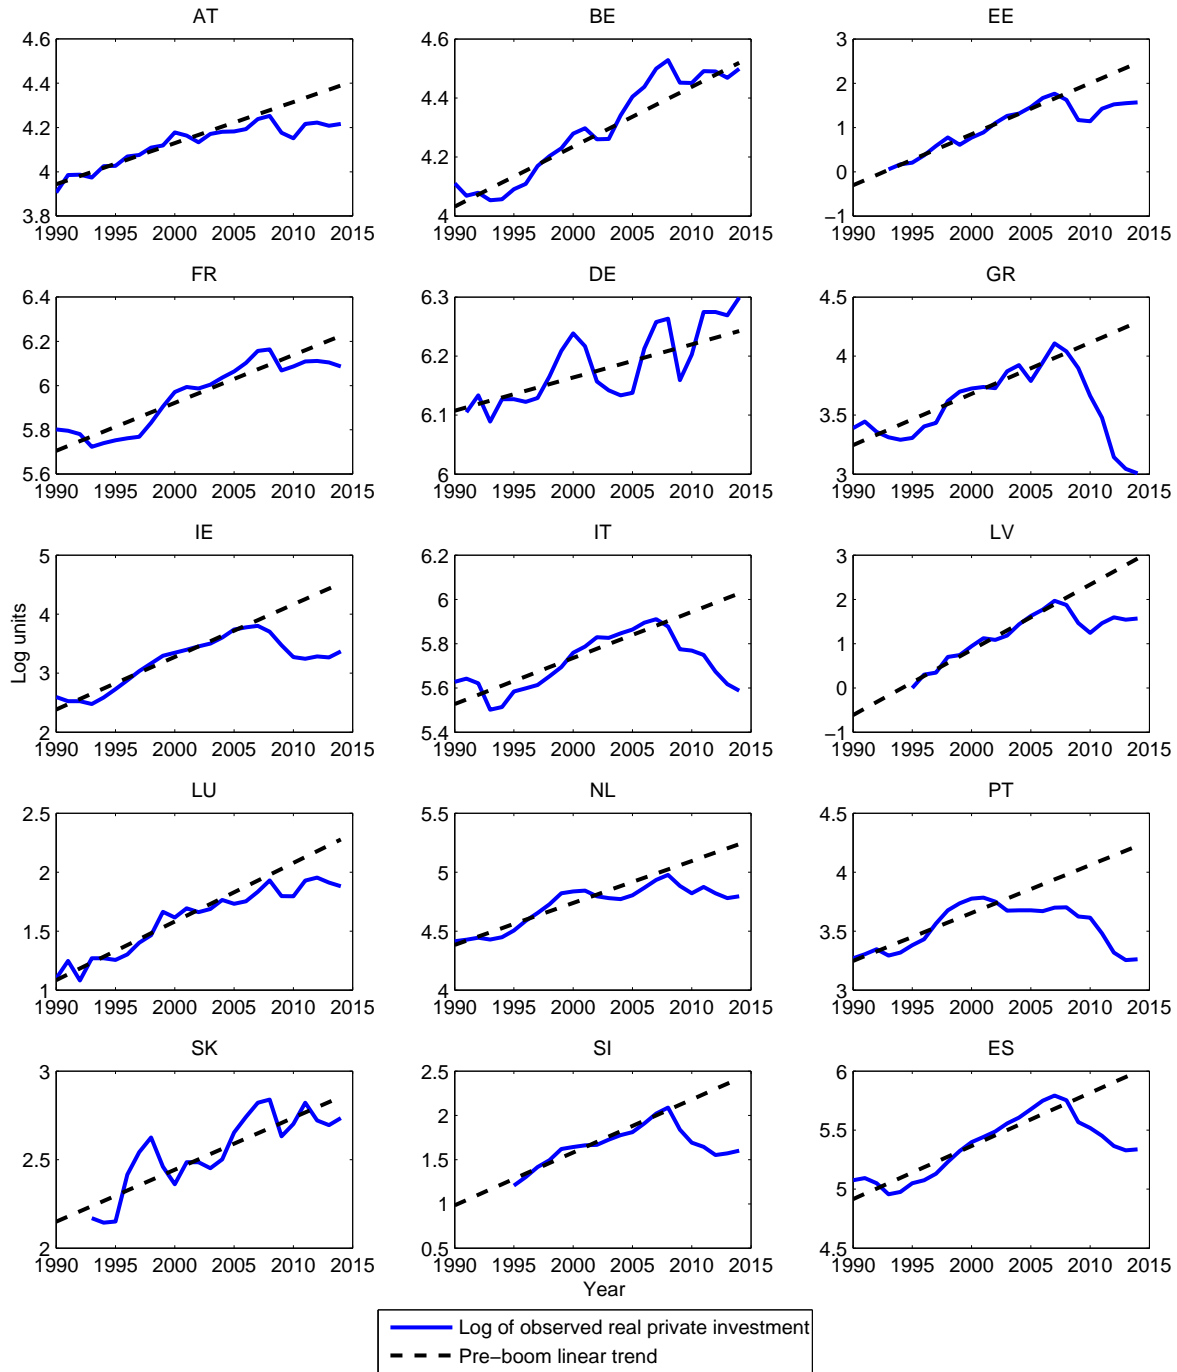 AT
4.6
4.4
4.2
4
3.8
1990 1995 2000 2005 2010 2015
BE
4.6
4.4
4.2
4
1990 1995 2000 2005 2010 2015
EE
3
2
1
0
−1
1990 1995 2000 2005 2010 2015
FR
6.4
6.2
6
5.8
5.6
1990 1995 2000 2005 2010 2015
DE
6.3
6.2
6.1
6
1990 1995 2000 2005 2010 2015
GR
4.5
4
3.5
3
1990 1995 2000 2005 2010 2015
IE
5
4
3
2
1990 1995 2000 2005 2010 2015
Log units
IT
6.2
6
5.8
5.6
5.4
1990 1995 2000 2005 2010 2015
LV
3
2
1
0
−1
1990 1995 2000 2005 2010 2015
LU
2.5
2
1.5
1
1990 1995 2000 2005 2010 2015
NL
5.5
5
4.5
4
1990 1995 2000 2005 2010 2015
PT
4.5
4
3.5
3
1990 1995 2000 2005 2010 2015
SK
3
2.5
2
1990 1995 2000 2005 2010 2015
SI
2.5
2
1.5
1
0.5
1990 1995 2000 2005 2010 2015
ES
6
5.5
5
4.5
1990 1995 2000 2005 2010 2015
Year
Log of observed real private investment
Pre−boom linear trend